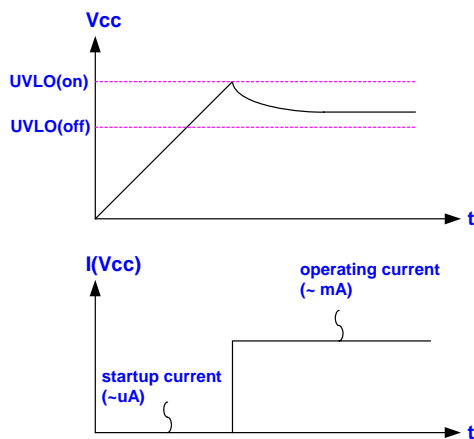 Vcc
UVLO(on)
UVLO(off)
t
I(Vcc)
operating current
(~ mA)
startup current
(~uA)
t